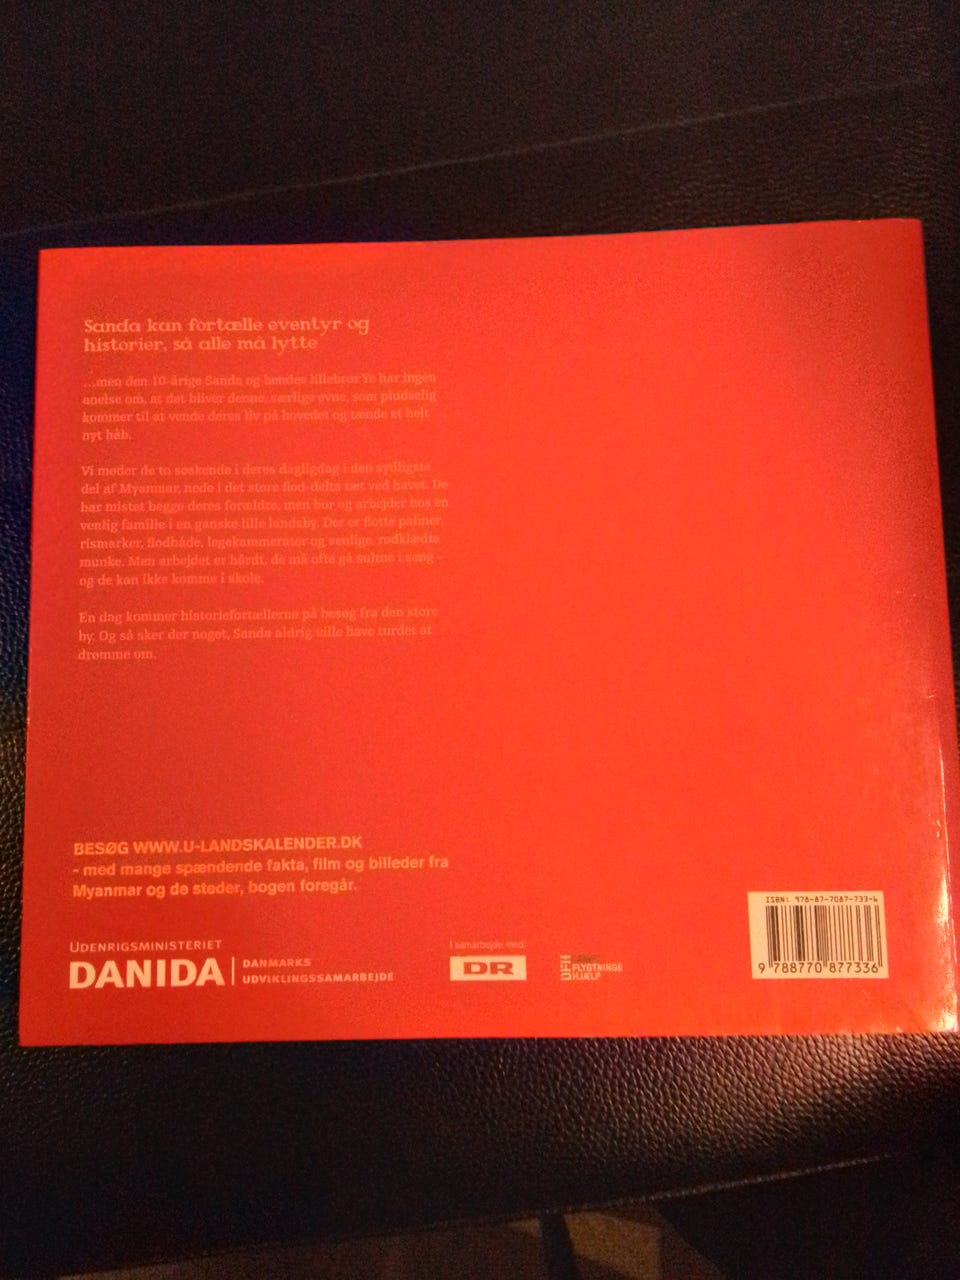 Sanda kan fortælle eventyr og
historier, så alle må lytte
...men den 10-årige Sanda og hendes lillebror Ye har ingen
anelse om, at det bliver denne, særlige evne, som pludselig
kommer til at vende deres liv på hovedet og tænde et helt
nyt håb.
Vi møder de to søskende i deres dagligdag i den sydligste
del af Myanmar, nede i det store flod-delta tæt ved havet. De
har mistet begge deres forældre, men bor og arbejder hos en
venlig familie i en ganske lille landsby. Der er flotte palmer,
rismarker, flodbåde, legekammerater og venlige, rødklædte
munke. Men arbejdet er hårdt, de må ofte gå sultne i seng –
og de kan ikke komme i skole.
En dag kommer historiefortællerne på besøg fra den store
by. Og så sker der noget, Sanda aldrig ville have turdet at
drømme om.
BESØG WWW.U-LANDSKALENDER.DK
- med mange spændende fakta, film og billeder fra
Myanmar og de steder, bogen foregår.
UDENRIGSMINISTERIET
DANIDA
DANMARKS
UDVIKLINGSSAMARBEJDE
I samarbejde med:
DR
DFH
FLYGTNINGE
HJÆLP
ISBN: 978-87-7087-733-6
9 788770 877336